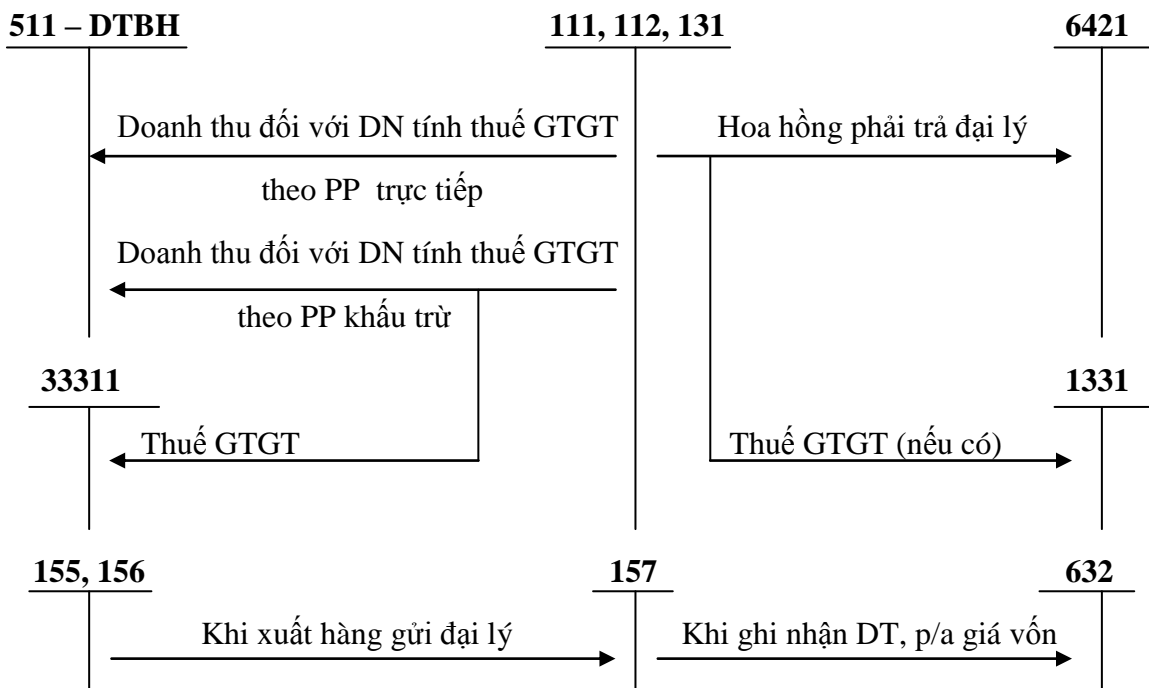 511 – DTBH
111, 112, 131
6421
Doanh thu đối với DN tính thuế GTGT
Hoa hồng phải trả đại lý
theo PP trực tiếp
Doanh thu đối với DN tính thuế GTGT
theo PP khấu trừ
33311
1331
Thuế GTGT
Thuế GTGT (nếu có)
155, 156
157
632
Khi xuất hàng gửi đại lý
Khi ghi nhận DT, p/a giá vốn